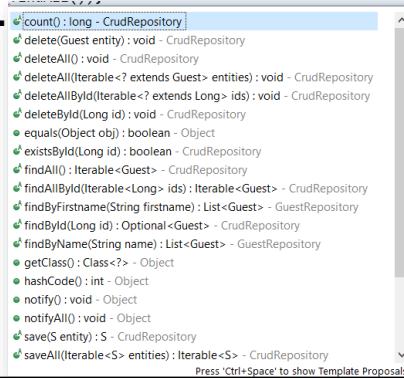 count() : long - CrudRepository
delete(Guest entity) : void - CrudRepository
deleteAll() : void - CrudRepository
deleteAll(Iterable<? extends Guest> entities) : void - CrudRepository
deleteAllById(Iterable<? extends Long> ids) : void - CrudRepository
deleteById(Long id) : void - CrudRepository
equals(Object obj) : boolean - Object
existsById(Long id) : boolean - CrudRepository
findAll() : Iterable<Guest> - CrudRepository
findAllById(Iterable<Long> ids) : Iterable<Guest> - CrudRepository
findByFirstname(String firstname) : List<Guest> - GuestRepository
findById(Long id) : Optional<Guest> - CrudRepository
findByName(String name) : List<Guest> - GuestRepository
getClass() : Class<?> - Object
hashCode() : int - Object
notify() : void - Object
notifyAll() : void - Object
save(S entity) : S - CrudRepository
saveAll(Iterable<S> entities) : Iterable<S> - CrudRepository
Press 'Ctrl+Space' to show Template Proposals